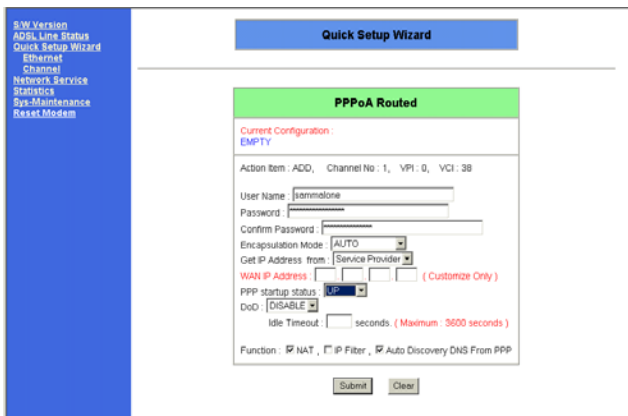 S/W Version
ADSL Line Status
Quick Setup Wizard
Ethernet
Channel
Network Service
Statistics
Sys-Maintenance
Reset Modem
Quick Setup Wizard
PPPoA Routed
Current Configuration :
EMPTY
Action Item : ADD, Channel No : 1, VPI : 0, VCI : 38
User Name : sammalone
Password : ****************
Confirm Password : ****************
Encapsulation Mode : AUTO
Get IP Address from : Service Provider
WAN IP Address : . . . ( Customize Only )
PPP startup status : UP
DoD : DISABLE
Idle Timeout : seconds. ( Maximum : 3600 seconds )
Function : NAT , IP Filter , Auto Discovery DNS From PPP
Submit Clear